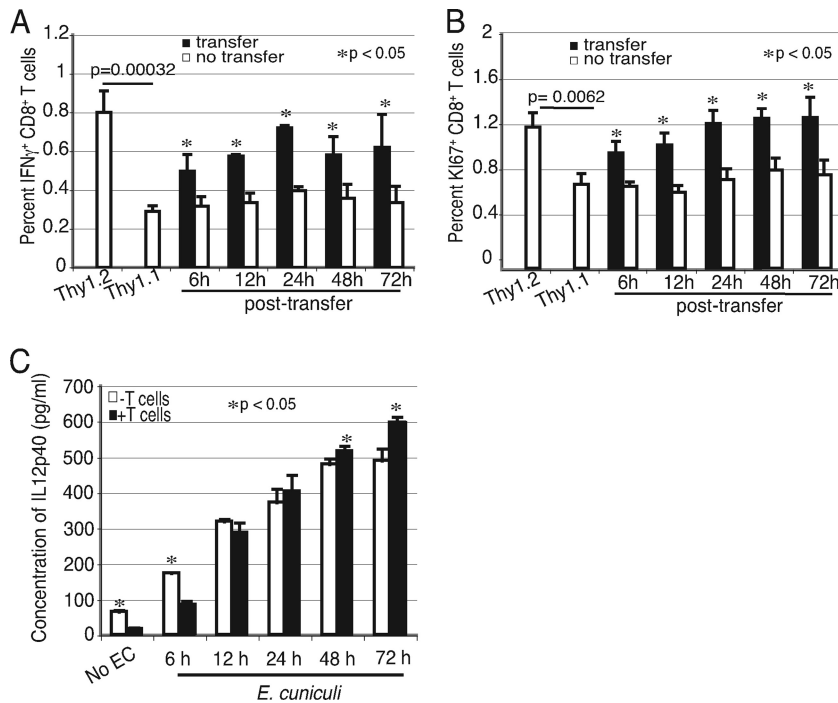 A
■ transfer
□ no transfer
*p < 0.05
p=0.00032
Percent IFNγ⁺ CD8⁺ T cells
1.2
1
0.8
0.6
0.4
0.2
0
* * * * *
Thy1.2 Thy1.1 6h 12h 24h 48h 72h
post-transfer
B
■ transfer
□ no transfer
*p < 0.05
p= 0.0062
Percent KI67⁺ CD8⁺ T cells
2
1.6
1.2
0.8
0.4
0
* * * * *
Thy1.2 Thy1.1 6h 12h 24h 48h 72h
post-transfer
C
□-T cells
■+T cells
*p < 0.05
Concentration of IL12p40 (pg/ml)
700
600
500
400
300
200
100
0
* * * *
No EC 6 h 12 h 24 h 48 h 72 h
E. cuniculi